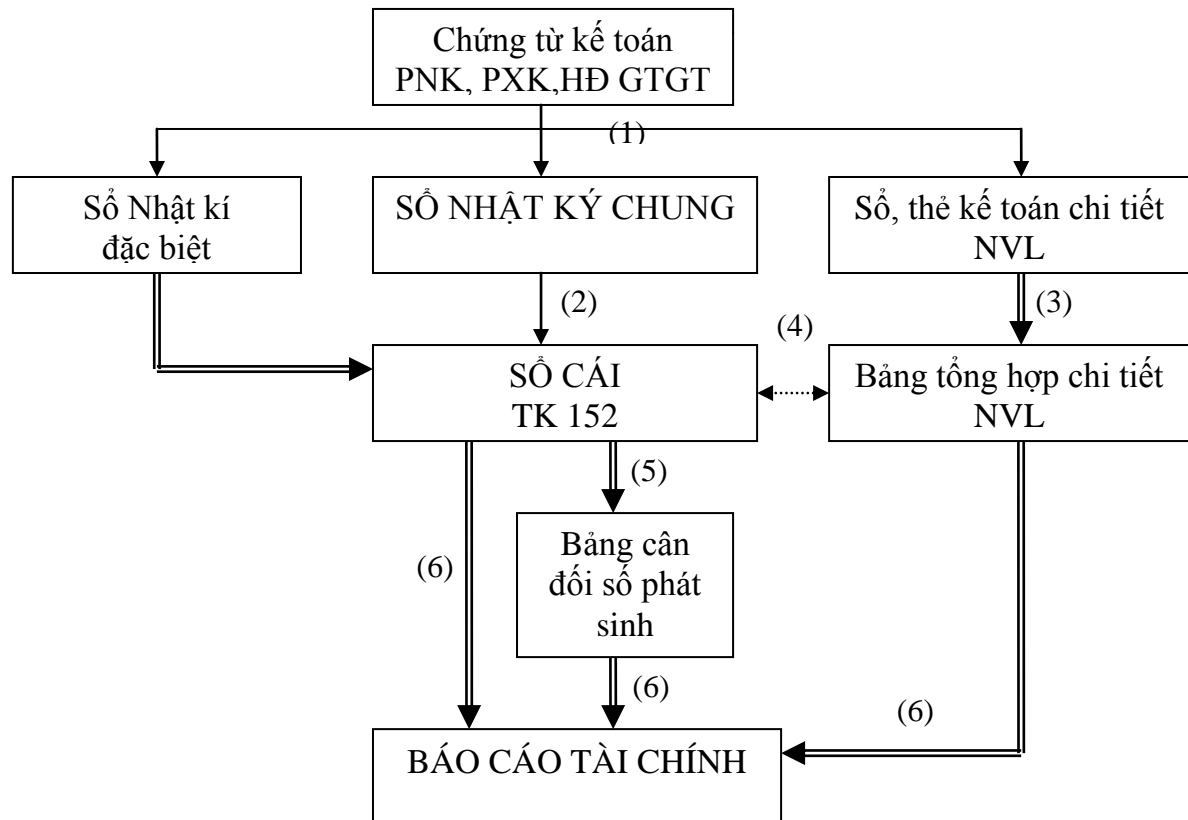 Chứng từ kế toán
PNK, PXK,HĐ GTGT
(1)
Sổ Nhật kí
đặc biệt
SỔ NHẬT KÝ CHUNG
Sổ, thẻ kế toán chi tiết
NVL
(2)
(3)
(4)
SỔ CÁI
TK 152
Bảng tổng hợp chi tiết
NVL
(5)
Bảng cân
đối số phát
sinh
(6)
(6)
(6)
BÁO CÁO TÀI CHÍNH